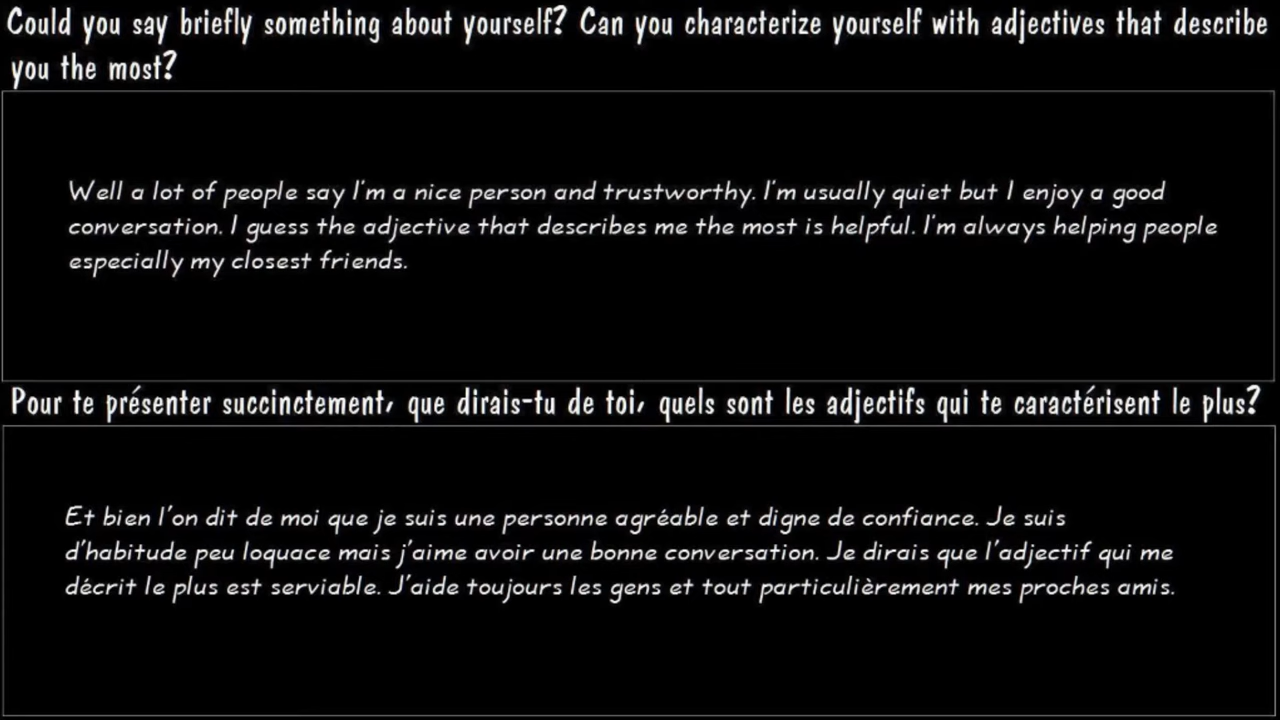 Could you say briefly something about yourself? Can you characterize yourself with adjectives that describe
you the most?
Well a lot of people say I'm a nice person and trustworthy. I'm usually quiet but I enjoy a good
conversation. I guess the adjective that describes me the most is helpful. I'm always helping people
especially my closest friends.
Pour te présenter succinctement, que dirais-tu de toi, quels sont les adjectifs qui te caractérisent le plus?
Et bien l'on dit de moi que je suis une personne agréable et digne de confiance. Je suis
d'habitude peu loquace mais j'aime avoir une bonne conversation. Je dirais que l'adjectif qui me
décrit le plus est serviable. J'aide toujours les gens et tout particulièrement mes proches amis.